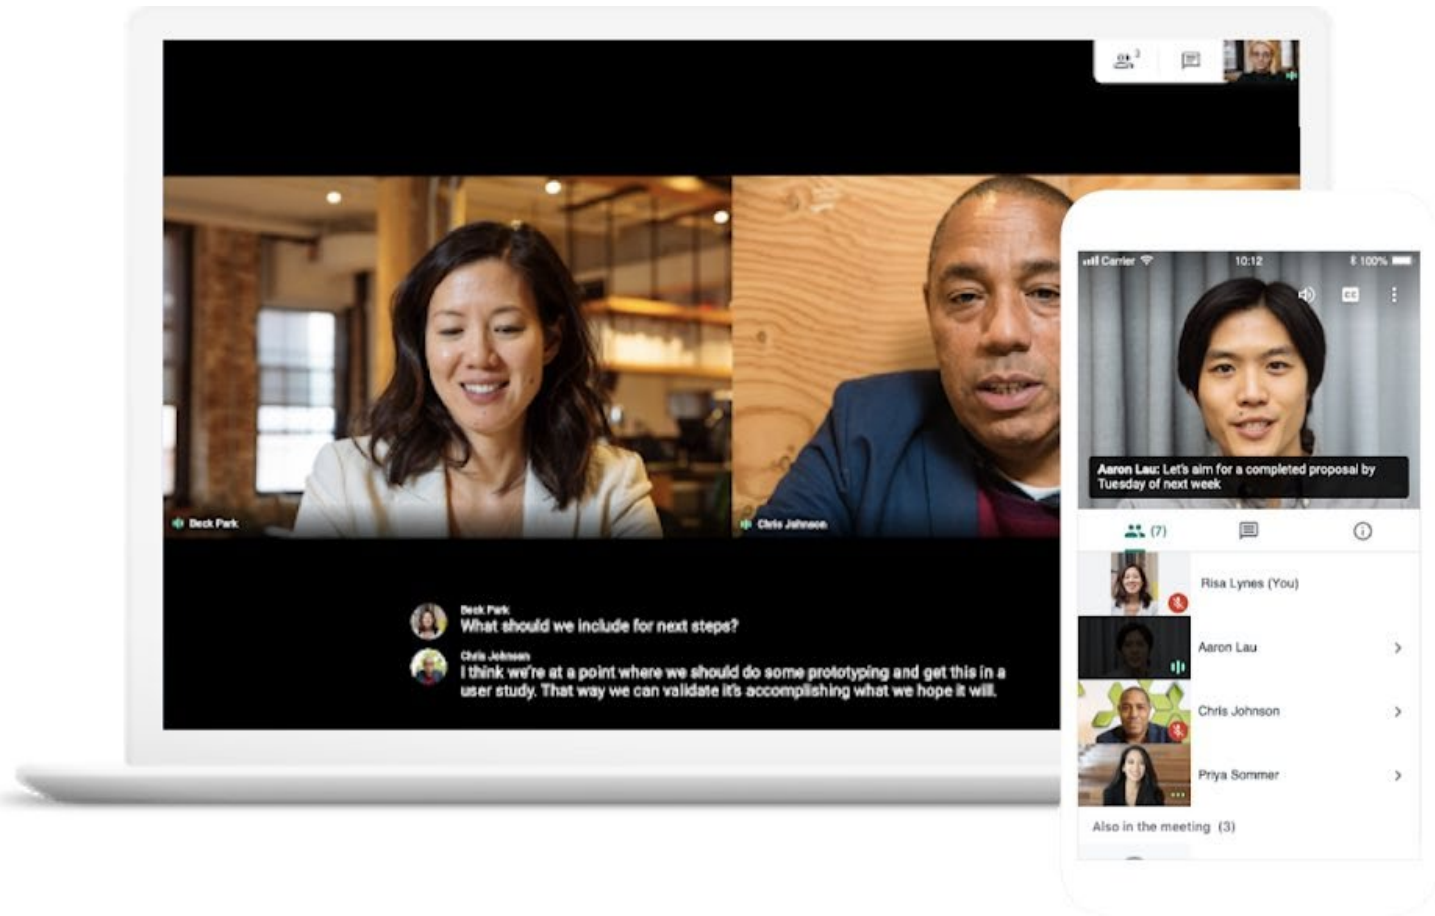 3
Beck Park
Chris Johnson
Beck Park
What should we include for next steps?
Chris Johnson
I think we're at a point where we should do some prototyping and get this in a
user study. That way we can validate it's accomplishing what we hope it will.
Carrier 10:12 100%
CC
Aaron Lau: Let's aim for a completed proposal by
Tuesday of next week
(7)
Risa Lynes (You)
Aaron Lau
Chris Johnson
Priya Sommer
Also in the meeting (3)